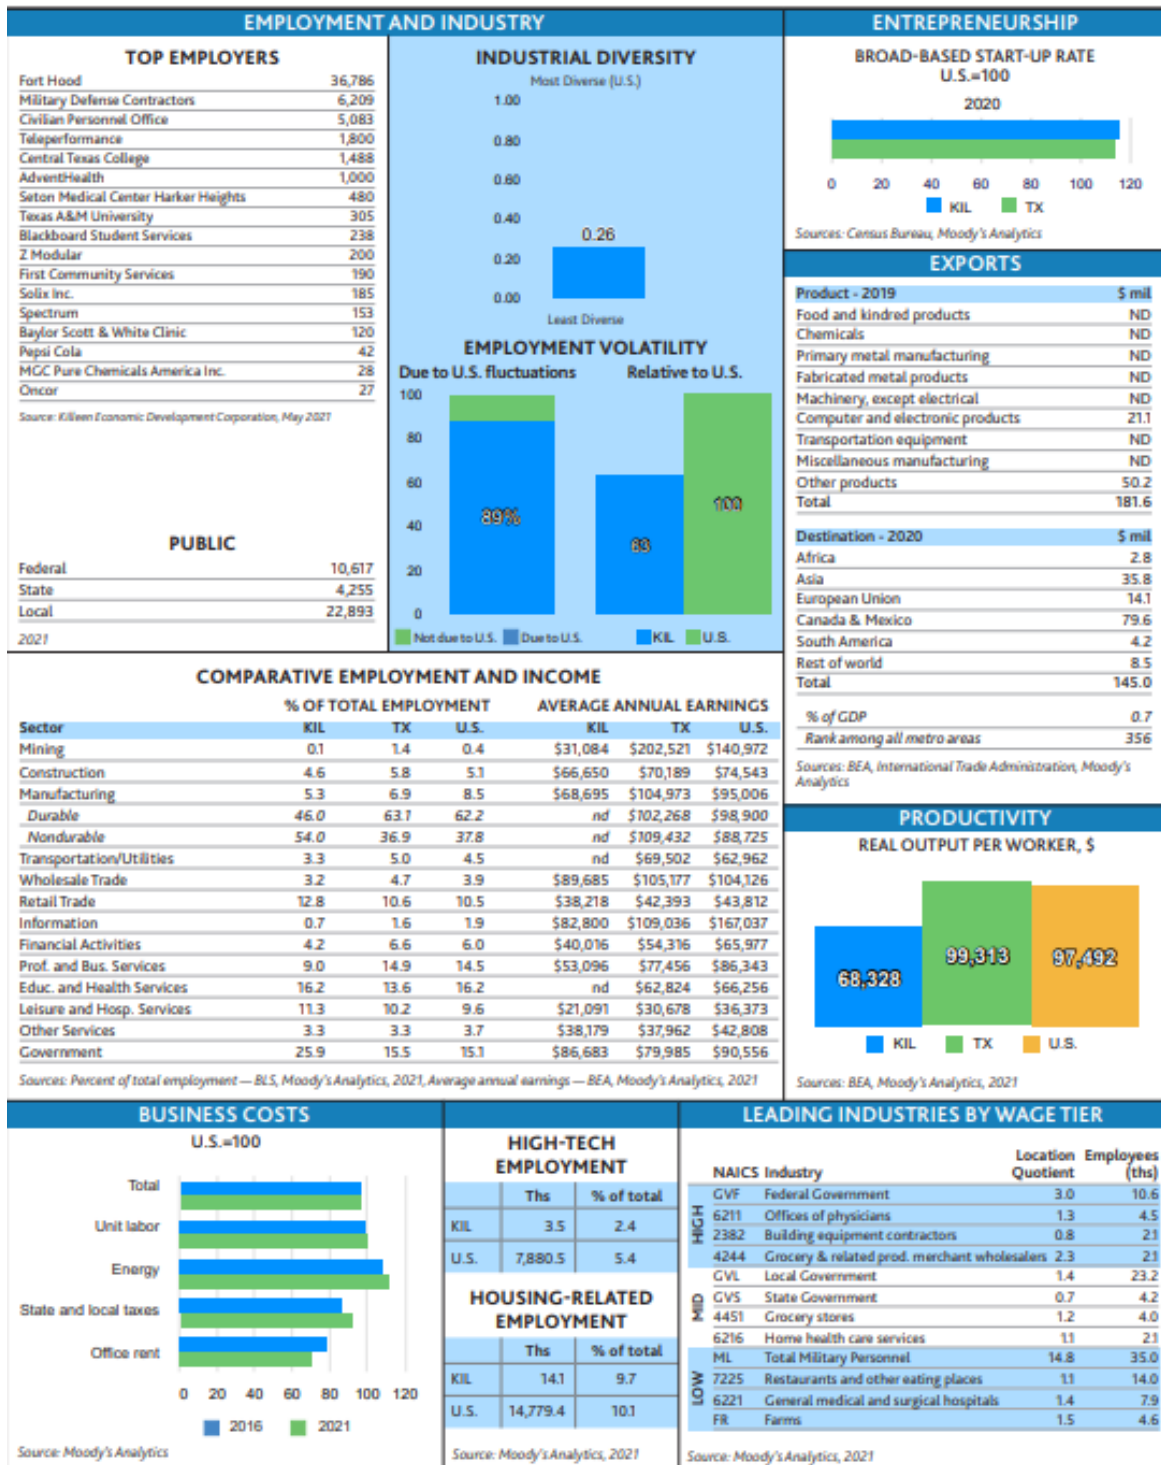 EMPLOYMENT AND INDUSTRY
TOP EMPLOYERS
Fort Hood 36,786
Military Defense Contractors 6,209
Civilian Personnel Office 5,083
Teleperformance 1,800
Central Texas College 1,488
AdventHealth 1,000
Seton Medical Center Harker Heights 480
Texas A&M University 305
Blackboard Student Services 238
Z Modular 200
First Community Services 190
Solix Inc. 185
Spectrum 153
Baylor Scott & White Clinic 120
Pepsi Cola 42
MGC Pure Chemicals America Inc. 28
Oncor 27
Source: Killeen Economic Development Corporation, May 2021
PUBLIC
Federal 10,617
State 4,255
Local 22,893
2021
INDUSTRIAL DIVERSITY
Most Diverse (U.S.)
1.00
0.80
0.60
0.40
0.26
0.20
0.00
Least Diverse
EMPLOYMENT VOLATILITY
Due to U.S. fluctuations Relative to U.S.
100
80
60
40
20
0
89%
63
100
Not due to U.S. Due to U.S. KIL U.S.
ENTREPRENEURSHIP
BROAD-BASED START-UP RATE
U.S.=100
2020
0 20 40 60 80 100 120
KIL TX
Sources: Census Bureau, Moody's Analytics
EXPORTS
Product - 2019 $ mil
Food and kindred products ND
Chemicals ND
Primary metal manufacturing ND
Fabricated metal products ND
Machinery, except electrical ND
Computer and electronic products 21.1
Transportation equipment ND
Miscellaneous manufacturing ND
Other products 50.2
Total 181.6
Destination - 2020 $ mil
Africa 2.8
Asia 35.8
European Union 14.1
Canada & Mexico 79.6
South America 4.2
Rest of world 8.5
Total 145.0
% of GDP 0.7
Rank among all metro areas 356
Sources: BEA, International Trade Administration, Moody's
Analytics
COMPARATIVE EMPLOYMENT AND INCOME
% OF TOTAL EMPLOYMENT AVERAGE ANNUAL EARNINGS
Sector KIL TX U.S. KIL TX U.S.
Mining 0.1 1.4 0.4 $31,084 $202,521 $140,972
Construction 4.6 5.8 5.1 $66,650 $70,189 $74,543
Manufacturing 5.3 6.9 8.5 $68,695 $104,973 $95,006
Durable 46.0 63.1 62.2 nd $102,268 $98,900
Nondurable 54.0 36.9 37.8 nd $109,432 $88,725
Transportation/Utilities 3.3 5.0 4.5 nd $69,502 $62,962
Wholesale Trade 3.2 4.7 3.9 $89,685 $105,177 $104,126
Retail Trade 12.8 10.6 10.5 $38,218 $42,393 $43,812
Information 0.7 1.6 1.9 $82,800 $109,036 $167,037
Financial Activities 4.2 6.6 6.0 $40,016 $54,316 $65,977
Prof. and Bus. Services 9.0 14.9 14.5 $53,096 $77,456 $86,343
Educ. and Health Services 16.2 13.6 16.2 nd $62,824 $66,256
Leisure and Hosp. Services 11.3 10.2 9.6 $21,091 $30,678 $36,373
Other Services 3.3 3.3 3.7 $38,179 $37,962 $42,808
Government 25.9 15.5 15.1 $86,683 $79,985 $90,556
Sources: Percent of total employment — BLS, Moody's Analytics, 2021, Average annual earnings — BEA, Moody's Analytics, 2021
PRODUCTIVITY
REAL OUTPUT PER WORKER, $
68,328
99,313
97,492
KIL TX U.S.
Sources: BEA, Moody's Analytics, 2021
BUSINESS COSTS
U.S.=100
Total
Unit labor
Energy
State and local taxes
Office rent
0 20 40 60 80 100 120
2016 2021
Source: Moody's Analytics
HIGH-TECH
EMPLOYMENT
Ths % of total
KIL 3.5 2.4
U.S. 7,880.5 5.4
HOUSING-RELATED
EMPLOYMENT
Ths % of total
KIL 14.1 9.7
U.S. 14,779.4 10.1
Source: Moody's Analytics, 2021
LEADING INDUSTRIES BY WAGE TIER
Location Employees
NAICS Industry Quotient (ths)
HIGH
GVF Federal Government 3.0 10.6
6211 Offices of physicians 1.3 4.5
2382 Building equipment contractors 0.8 2.1
4244 Grocery & related prod. merchant wholesalers 2.3 2.1
MID
GVL Local Government 1.4 23.2
GVS State Government 0.7 4.2
4451 Grocery stores 1.2 4.0
6216 Home health care services 1.1 2.1
LOW
ML Total Military Personnel 14.8 35.0
7225 Restaurants and other eating places 1.1 14.0
6221 General medical and surgical hospitals 1.4 7.9
FR Farms 1.5 4.6
Source: Moody's Analytics, 2021